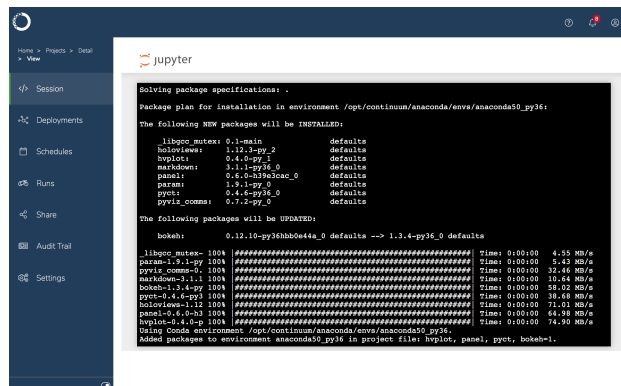 8
Home > Projects > Detail
> View
jupyter
</> Session
Deployments
Schedules
Runs
Share
Audit Trail
Settings
Solving package specifications: .
Package plan for installation in environment /opt/continuum/anaconda/envs/anaconda50_py36:
The following NEW packages will be INSTALLED:
_libgcc_mutex: 0.1-main defaults
holoviews: 1.12.3-py_2 defaults
hvplot: 0.4.0-py_1 defaults
markdown: 3.1.1-py36_0 defaults
panel: 0.6.0-h39e3cac_0 defaults
param: 1.9.1-py_0 defaults
pyct: 0.4.6-py36_0 defaults
pyviz_comms: 0.7.2-py_0 defaults
The following packages will be UPDATED:
bokeh: 0.12.10-py36hbb0e44a_0 defaults --> 1.3.4-py36_0 defaults
_libgcc_mutex- 100% |################################################| Time: 0:00:00 4.55 MB/s
param-1.9.1-py 100% |################################################| Time: 0:00:00 5.43 MB/s
pyviz_comms-0. 100% |################################################| Time: 0:00:00 32.46 MB/s
markdown-3.1.1 100% |################################################| Time: 0:00:00 10.64 MB/s
bokeh-1.3.4-py 100% |################################################| Time: 0:00:00 58.02 MB/s
pyct-0.4.6-py3 100% |################################################| Time: 0:00:00 38.68 MB/s
holoviews-1.12 100% |################################################| Time: 0:00:00 71.01 MB/s
panel-0.6.0-h3 100% |################################################| Time: 0:00:00 64.98 MB/s
hvplot-0.4.0-p 100% |################################################| Time: 0:00:00 74.90 MB/s
Using Conda environment /opt/continuum/anaconda/envs/anaconda50_py36.
Added packages to environment anaconda50_py36 in project file: hvplot, panel, pyct, bokeh=1.